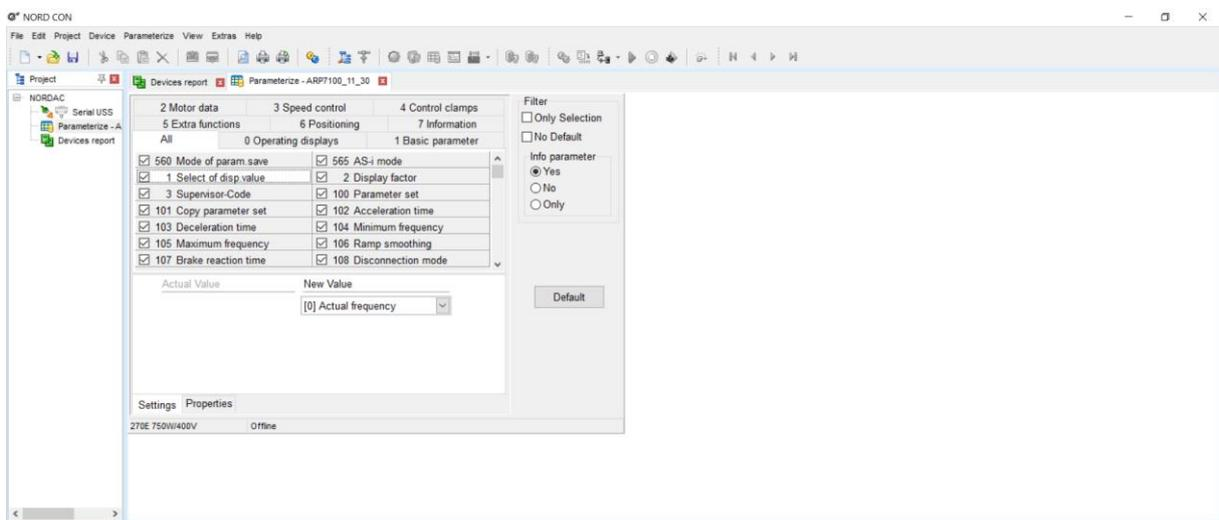 NORD CON
File Edit Project Device Parameterize View Extras Help
Project
Devices report
Parameterize - ARP7100_11_30
NORDAC
Serial USS
Parameterize - A
Devices report
2 Motor data 3 Speed control 4 Control clamps
5 Extra functions 6 Positioning 7 Information
All 0 Operating displays 1 Basic parameter
560 Mode of param.save 565 AS-i mode
1 Select of disp.value 2 Display factor
3 Supervisor-Code 100 Parameter set
101 Copy parameter set 102 Acceleration time
103 Deceleration time 104 Minimum frequency
105 Maximum frequency 106 Ramp smoothing
107 Brake reaction time 108 Disconnection mode
Actual Value New Value
[0] Actual frequency
Settings Properties
270E 750W/400V Offline
Filter
Only Selection
No Default
Info parameter
Yes
No
Only
Default